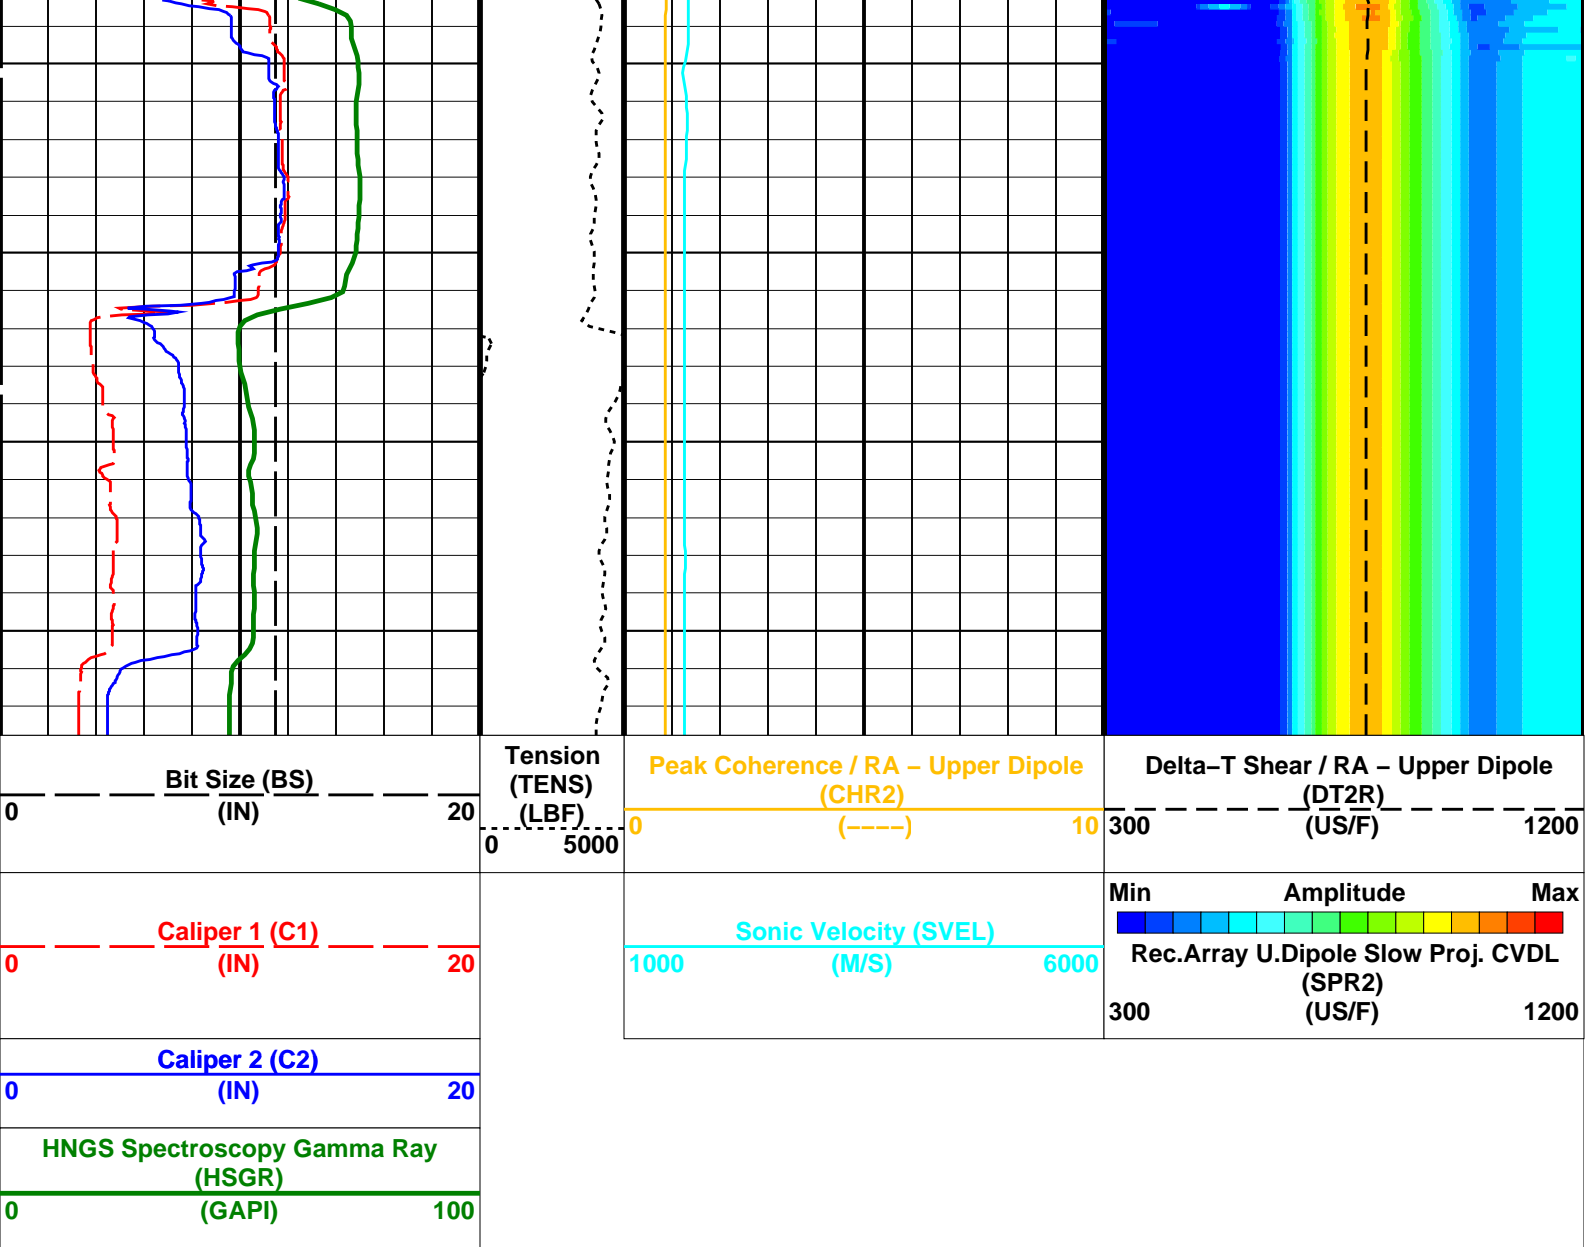 Bit Size (BS)
0 (IN) 20
Tension
(TENS)
(LBF)
0 5000
Peak Coherence / RA – Upper Dipole
(CHR2)
0 (––––) 10
Delta–T Shear / RA – Upper Dipole
(DT2R)
300 (US/F) 1200
Caliper 1 (C1)
0 (IN) 20
Sonic Velocity (SVEL)
1000 (M/S) 6000
Min Amplitude Max
Rec.Array U.Dipole Slow Proj. CVDL
(SPR2)
300 (US/F) 1200
Caliper 2 (C2)
0 (IN) 20
HNGS Spectroscopy Gamma Ray
(HSGR)
0 (GAPI) 100